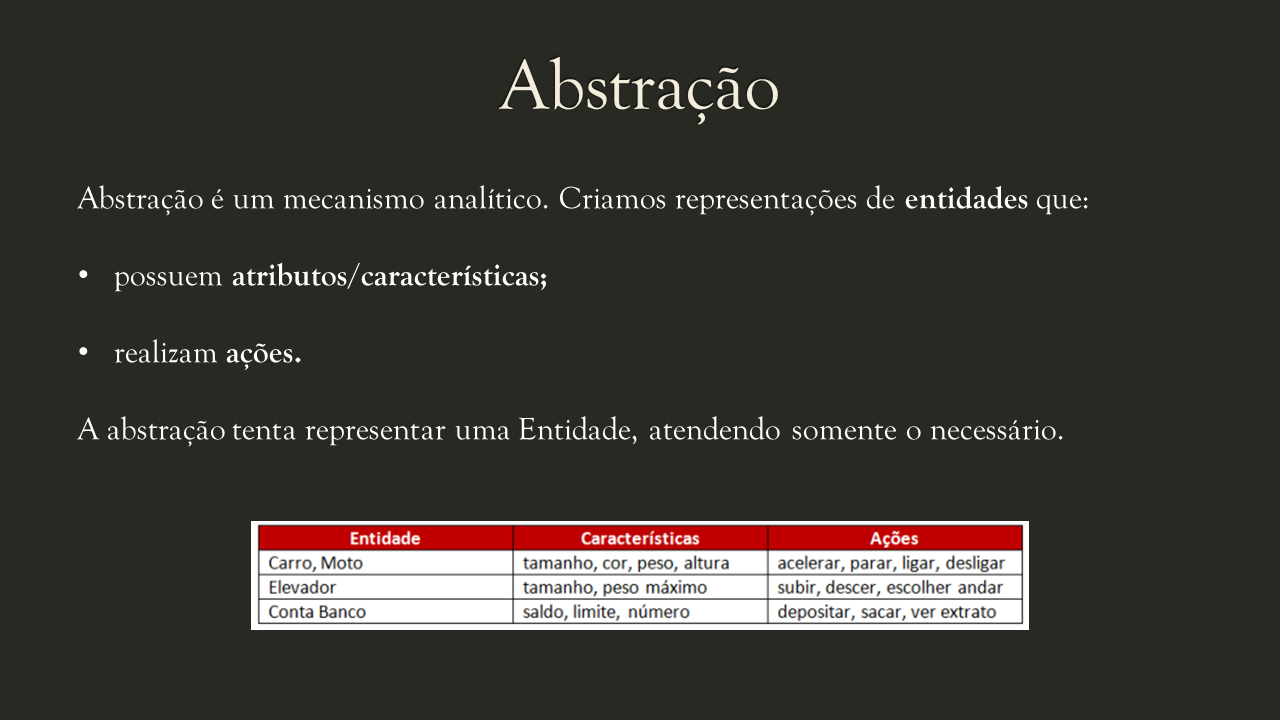 Abstração
Abstração é um mecanismo analítico. Criamos representações de entidades que:
• possuem atributos/características;
• realizam ações.
A abstração tenta representar uma Entidade, atendendo somente o necessário.
Entidade Características Ações
Carro, Moto tamanho, cor, peso, altura acelerar, parar, ligar, desligar
Elevador tamanho, peso máximo subir, descer, escolher andar
Conta Banco saldo, limite, número depositar, sacar, ver extrato